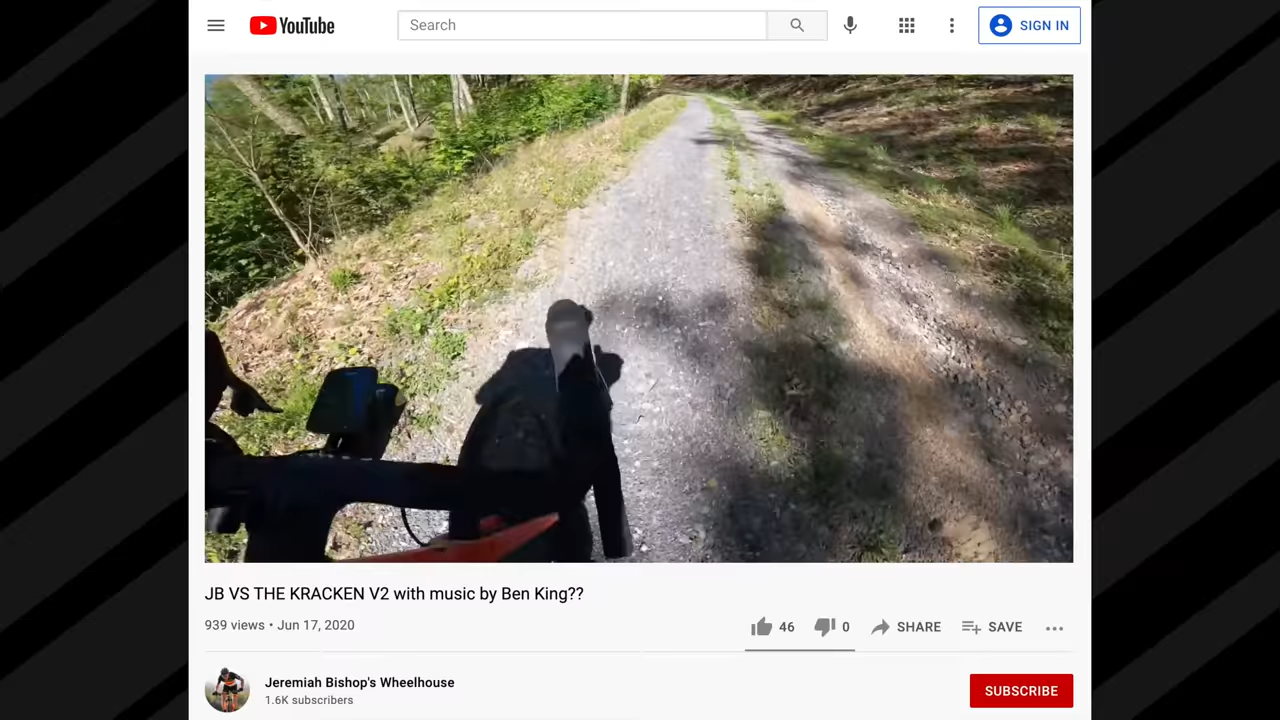 YouTube
Search
SIGN IN
JB VS THE KRACKEN V2 with music by Ben King??
939 views • Jun 17, 2020
46
0
SHARE
SAVE
Jeremiah Bishop's Wheelhouse
1.6K subscribers
SUBSCRIBE